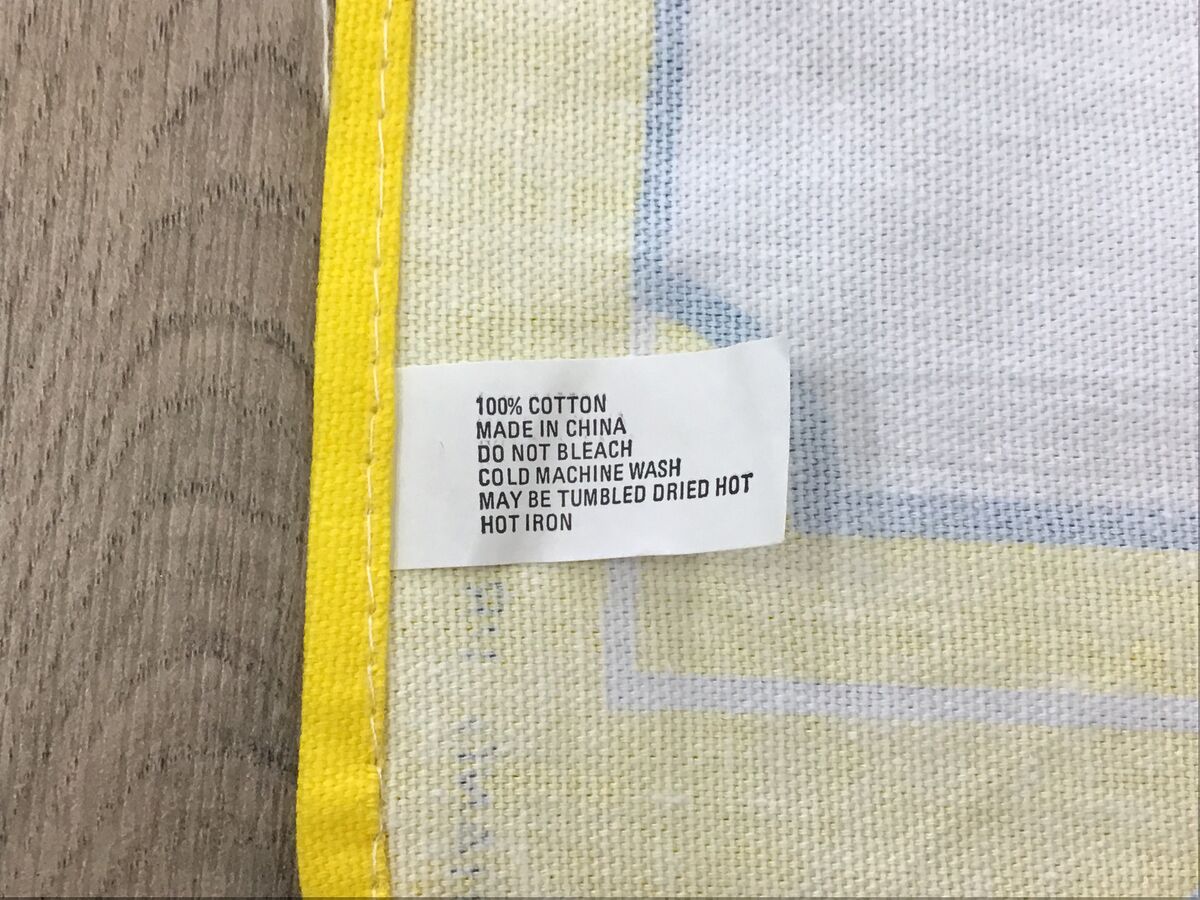 100% COTTON
MADE IN CHINA
DO NOT BLEACH
COLD MACHINE WASH
MAY BE TUMBLED DRIED HOT
HOT IRON